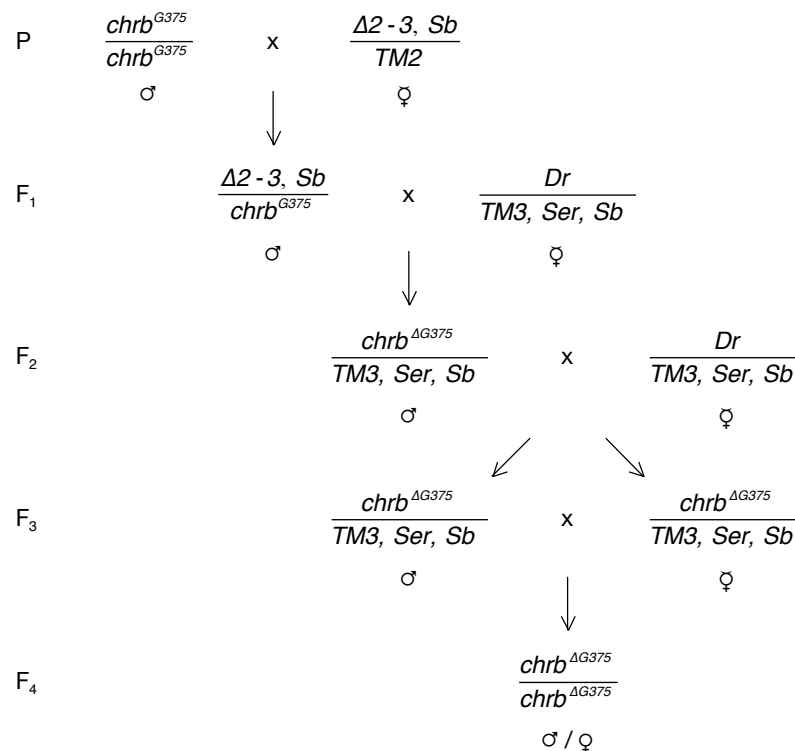 P chrb^G375 / chrb^G375 x Δ2 - 3, Sb / TM2
♂ ☿
F₁ Δ2 - 3, Sb / chrb^G375 x Dr / TM3, Ser, Sb
♂ ☿
F₂ chrb^ΔG375 / TM3, Ser, Sb x Dr / TM3, Ser, Sb
♂ ☿
F₃ chrb^ΔG375 / TM3, Ser, Sb x chrb^ΔG375 / TM3, Ser, Sb
♂ ☿
F₄ chrb^ΔG375 / chrb^ΔG375
♂ / ♀